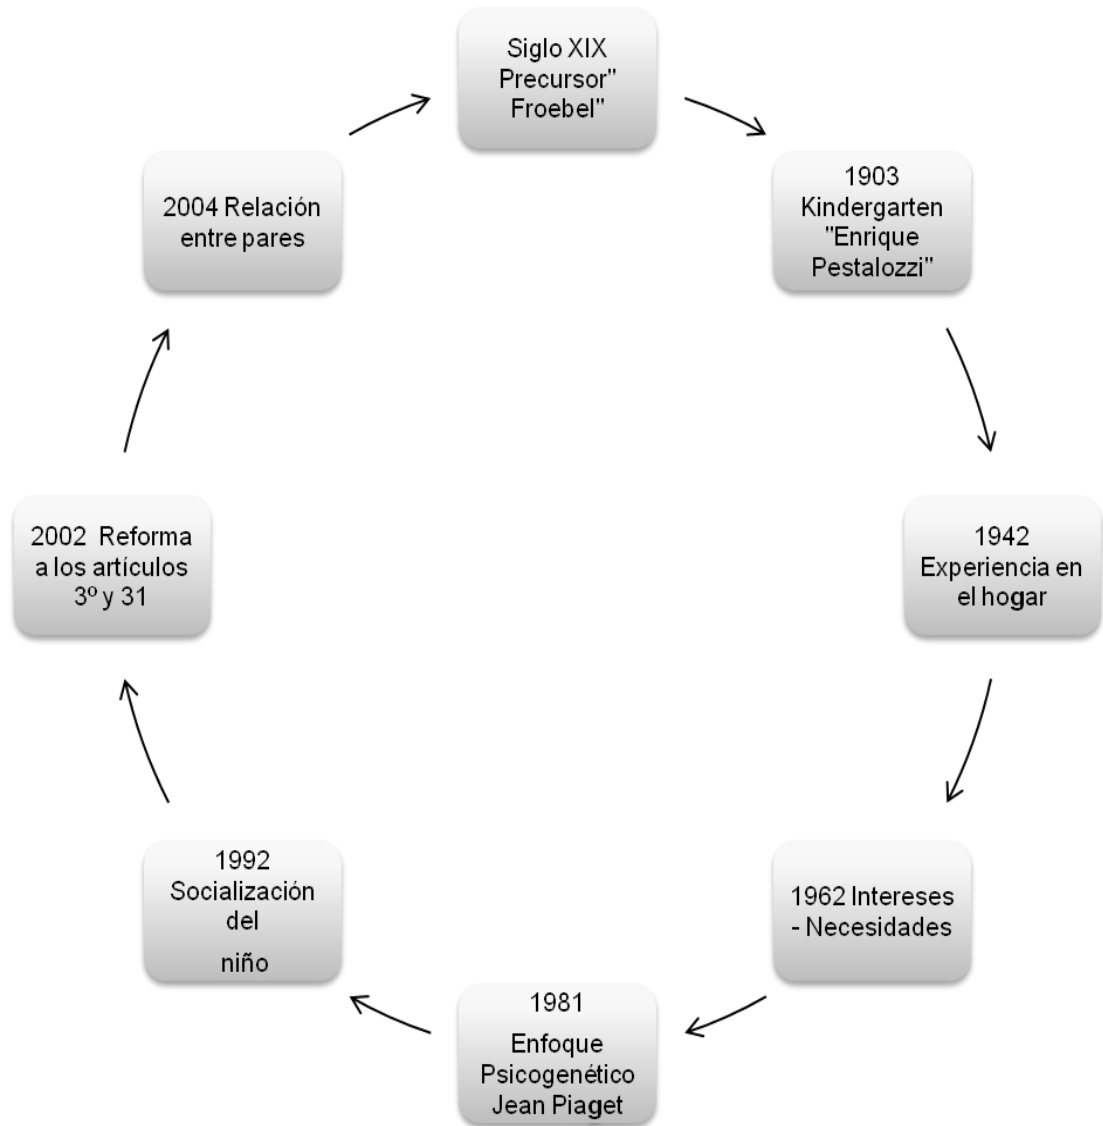 Siglo XIX
Precursor"
Froebel"
1903
Kindergarten
"Enrique
Pestalozzi"
1942
Experiencia en
el hogar
1962 Intereses
- Necesidades
1981
Enfoque
Psicogenético
Jean Piaget
1992
Socialización
del
niño
2002 Reforma
a los artículos
3º y 31
2004 Relación
entre pares